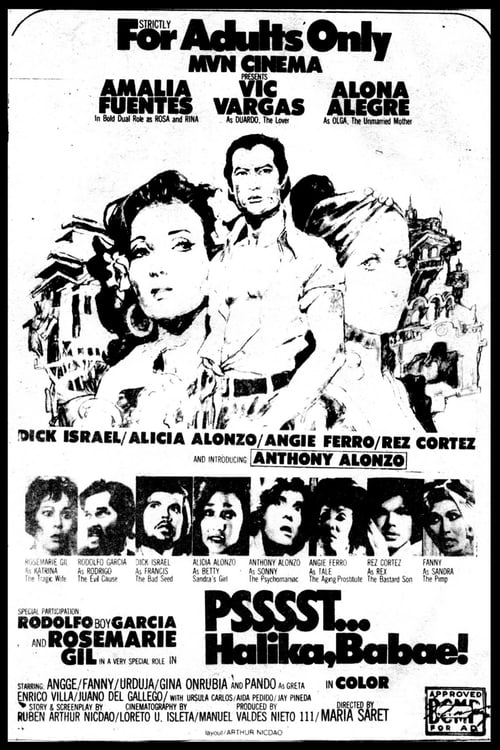 STRICTLY
For Adults Only
MVN CINEMA
PRESENTS
AMALIA FUENTES
In Bold Dual Role as ROSA and RINA
VIC VARGAS
As DUARDO, The Lover
ALONA ALEGRE
As OLGA, The Unmarried Mother
DICK ISRAEL/ALICIA ALONZO/ANGIE FERRO/REZ CORTEZ
AND INTRODUCING ANTHONY ALONZO
ROSEMARIE GIL
as KATRINA
The Tragic Wife
RODOLFO GARCIA
As RODRIGO
The Evil Cause
DICK ISRAEL
As FRANCIS
The Bad Seed
ALICIA ALONZO
As BETTY
Sandra's Girl
ANTHONY ALONZO
As SONNY
The Psychomaniac
ANGIE FERRO
As TALE
The Aging Prostitute
REZ CORTEZ
As REX
The Bastard Son
FANNY
As SANDRA
The Pimp
SPECIAL PARTICIPATION
RODOLFO BOY GARCIA
AND ROSEMARIE
GIL IN A VERY SPECIAL ROLE IN
PSSSST...
Halika, Babae!
STARRING: ANGGE/FANNY/URDUJA/GINA ONRUBIA AND PANDO AS GRETA
IN COLOR
ENRICO VILLA/JUANO DEL GALLEGO/ WITH URSULA CARLOS/AIDA PEDIDO/JAY PINEDA
STORY & SCREENPLAY BY
RUBEN ARTHUR NICDAO/
CINEMATOGRAPHY BY
LORETO U. ISLETA/
PRODUCED BY
MANUEL VALDES NIETO 111/
DIRECTED BY
MARIA SARET
layout/ARTHUR NICDAO
APPROVED
BCMP
FOR AD